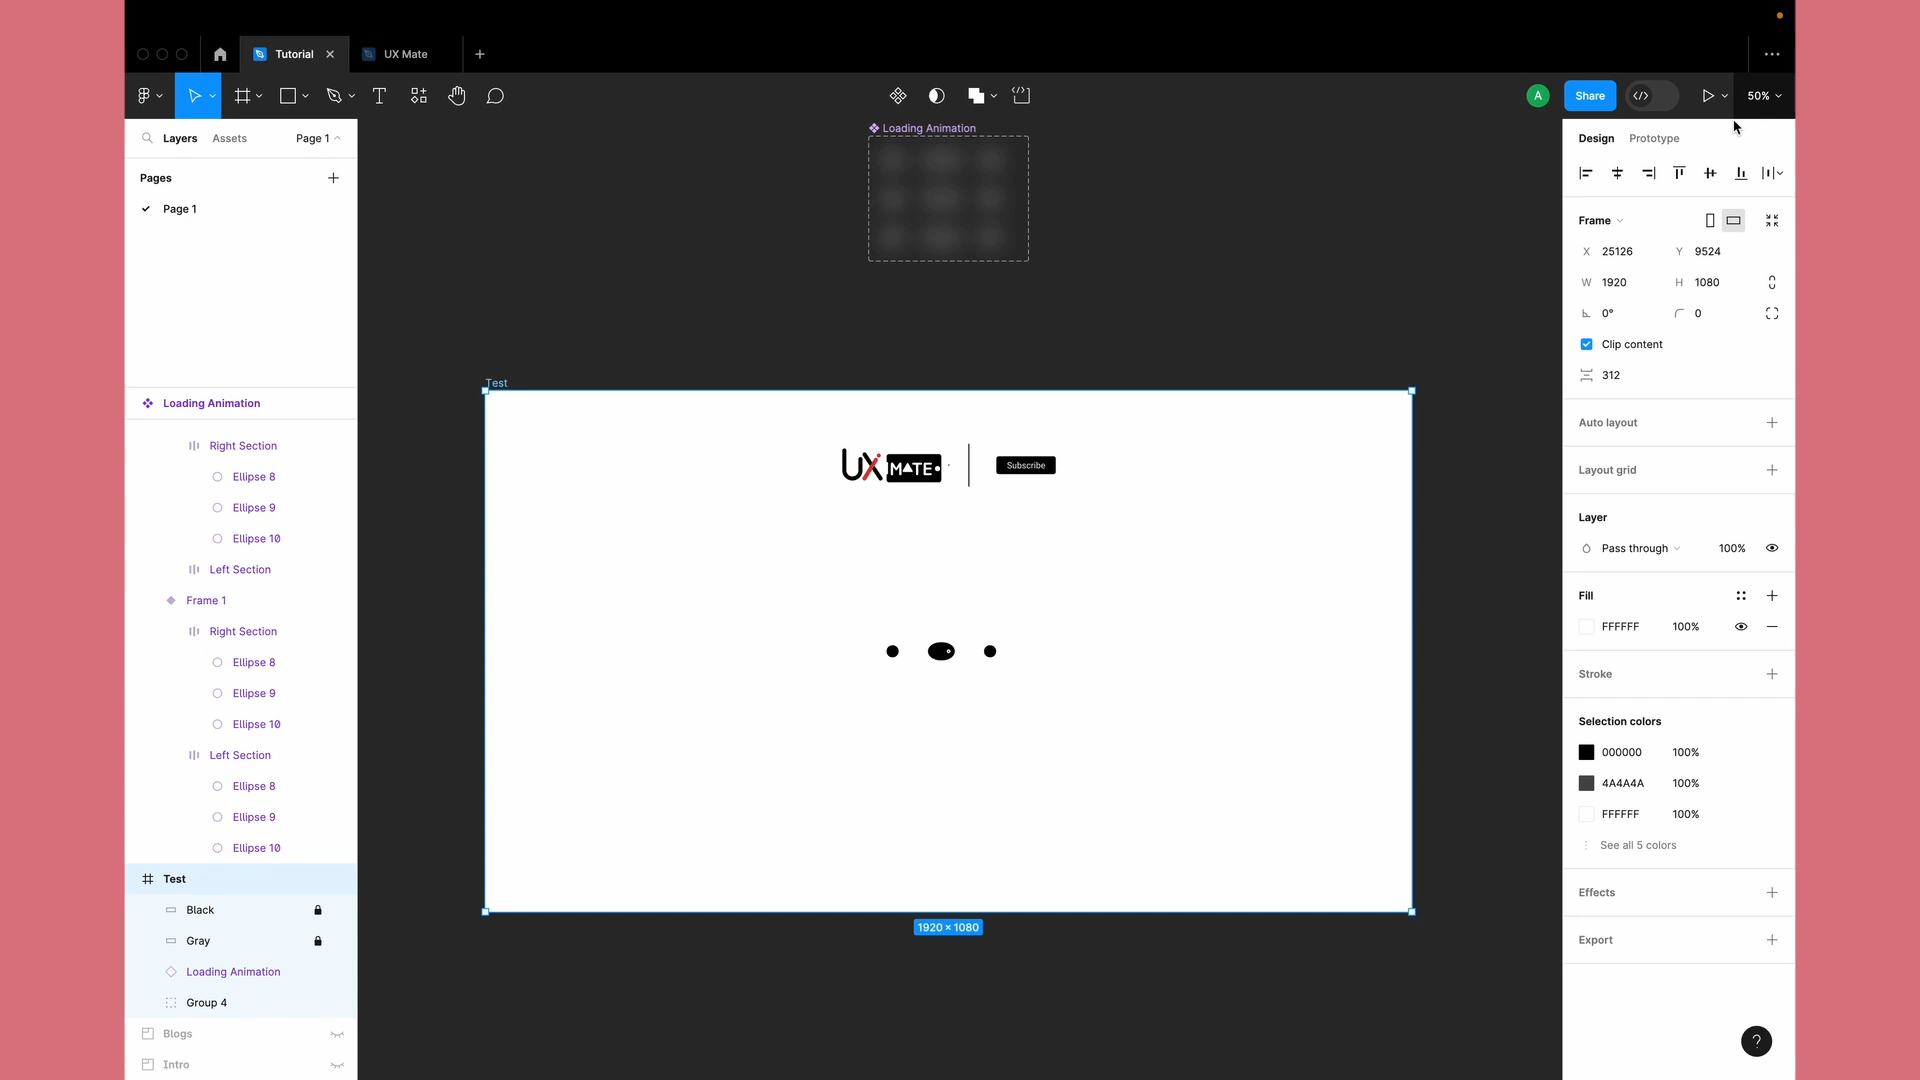 Tutorial
UX Mate
A
Share
50%
Layers
Assets
Page 1
Pages
Page 1
Loading Animation
Right Section
Ellipse 8
Ellipse 9
Ellipse 10
Left Section
Frame 1
Right Section
Ellipse 8
Ellipse 9
Ellipse 10
Left Section
Ellipse 8
Ellipse 9
Ellipse 10
Test
Black
Gray
Loading Animation
Group 4
Blogs
Intro
Loading Animation
Test
UX MATE
Subscribe
1920 × 1080
Design
Prototype
Frame
X 25126 Y 9524
W 1920 H 1080
0° 0
Clip content
312
Auto layout
Layout grid
Layer
Pass through 100%
Fill
FFFFFF 100%
Stroke
Selection colors
000000 100%
4A4A4A 100%
FFFFFF 100%
See all 5 colors
Effects
Export
?